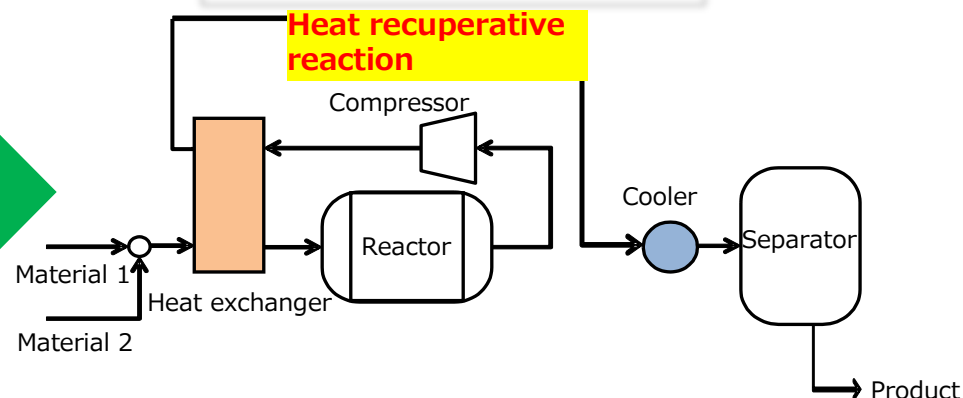 Heat recuperative
reaction
Compressor
Cooler
Reactor
Separator
Material 1
Heat exchanger
Material 2
Product